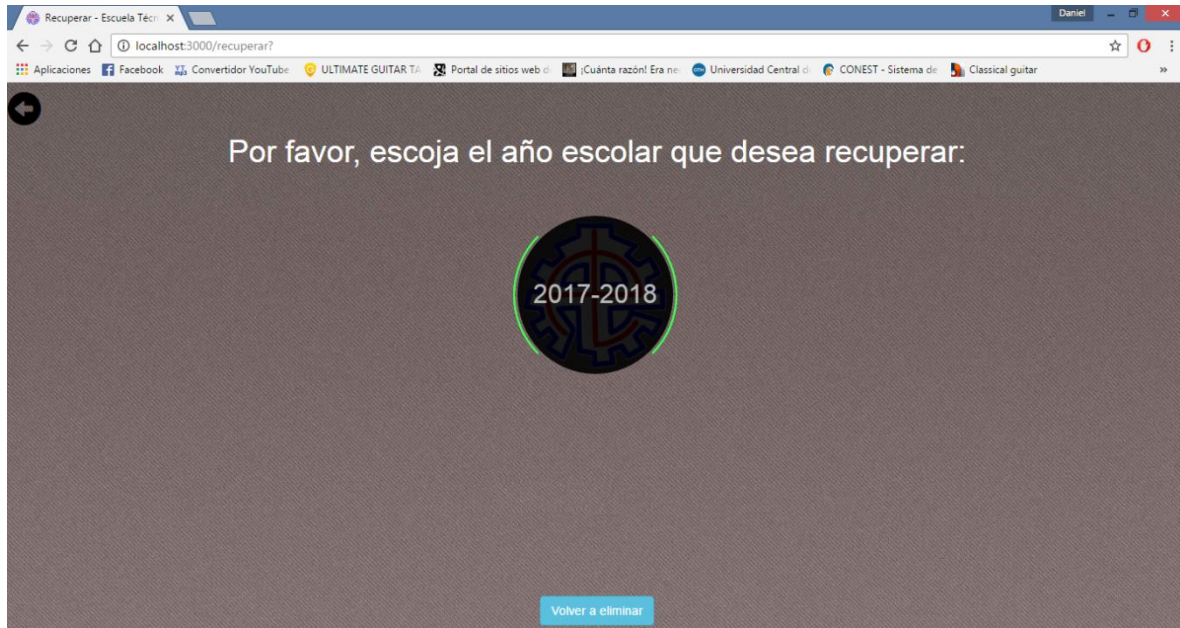 Recuperar - Escuela Técn
Daniel
localhost:3000/recuperar?
Aplicaciones Facebook Convertidor YouTube ULTIMATE GUITAR TA Portal de sitios web d ¡Cuánta razón! Era ne Universidad Central d CONEST - Sistema de Classical guitar »
Por favor, escoja el año escolar que desea recuperar:
2017-2018
Volver a eliminar